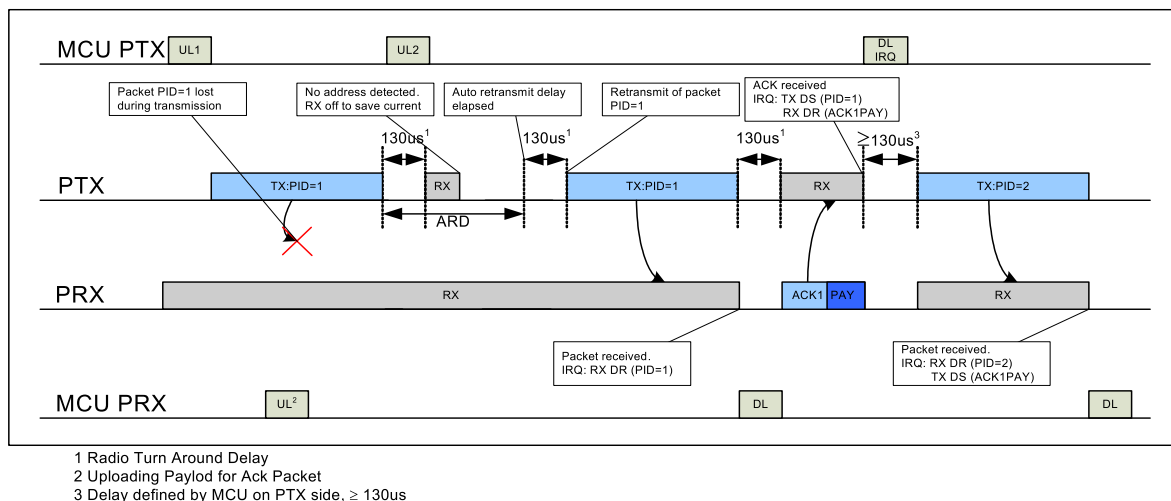 MCU PTX
UL1
UL2
DL
IRQ
Packet PID=1 lost
during transmission
No address detected.
RX off to save current
Auto retransmit delay
elapsed
Retransmit of packet
PID=1
ACK received
IRQ: TX DS (PID=1)
RX DR (ACK1PAY)
130us¹
130us¹
130us¹
≥130us³
PTX
TX:PID=1
RX
TX:PID=1
RX
TX:PID=2
ARD
PRX
RX
ACK1
PAY
RX
Packet received.
IRQ: RX DR (PID=1)
Packet received.
IRQ: RX DR (PID=2)
TX DS (ACK1PAY)
MCU PRX
UL²
DL
DL
1 Radio Turn Around Delay
2 Uploading Paylod for Ack Packet
3 Delay defined by MCU on PTX side, ≥ 130us